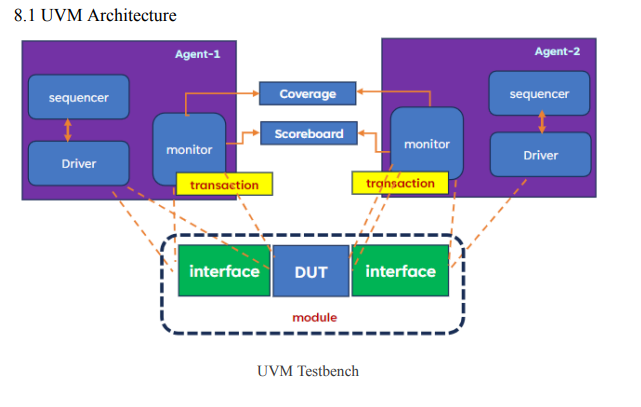 8.1 UVM Architecture
Agent-1
Agent-2
sequencer
Driver
monitor
transaction
Coverage
Scoreboard
monitor
transaction
sequencer
Driver
interface
DUT
interface
module
UVM Testbench